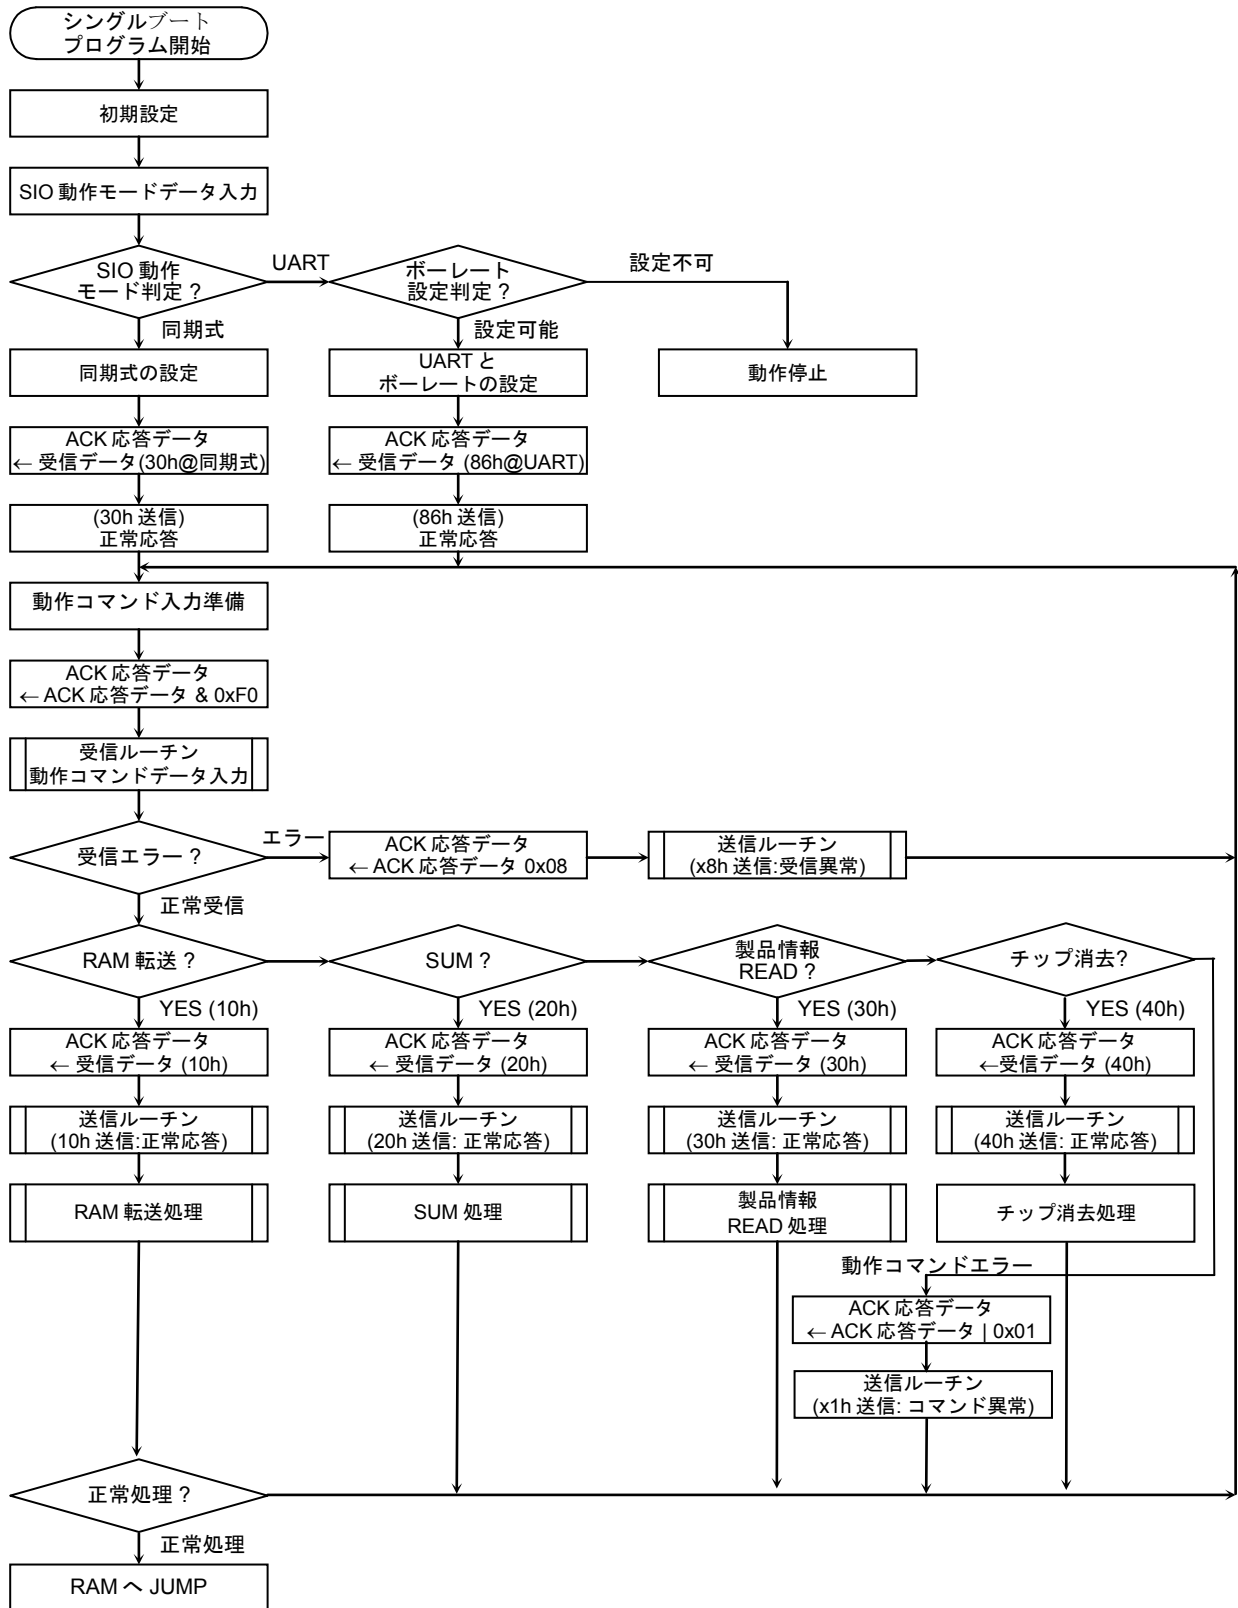 シングルブート
プログラム開始
初期設定
SIO 動作モードデータ入力
SIO 動作
モード判定 ?
UART
ボーレート
設定判定 ?
設定不可
同期式
設定可能
同期式の設定
UART と
ボーレートの設定
動作停止
ACK 応答データ
← 受信データ(30h@同期式)
ACK 応答データ
← 受信データ (86h@UART)
(30h 送信)
正常応答
(86h 送信)
正常応答
動作コマンド入力準備
ACK 応答データ
← ACK 応答データ & 0xF0
受信ルーチン
動作コマンドデータ入力
受信エラー ?
エラー
ACK 応答データ
← ACK 応答データ 0x08
送信ルーチン
(x8h 送信:受信異常)
正常受信
RAM 転送 ?
SUM ?
製品情報
READ ?
チップ消去?
YES (10h)
YES (20h)
YES (30h)
YES (40h)
ACK 応答データ
← 受信データ (10h)
ACK 応答データ
← 受信データ (20h)
ACK 応答データ
← 受信データ (30h)
ACK 応答データ
←受信データ (40h)
送信ルーチン
(10h 送信:正常応答)
送信ルーチン
(20h 送信: 正常応答)
送信ルーチン
(30h 送信: 正常応答)
送信ルーチン
(40h 送信: 正常応答)
RAM 転送処理
SUM 処理
製品情報
READ 処理
チップ消去処理
動作コマンドエラー
ACK 応答データ
← ACK 応答データ | 0x01
送信ルーチン
(x1h 送信: コマンド異常)
正常処理 ?
正常処理
RAM へ JUMP